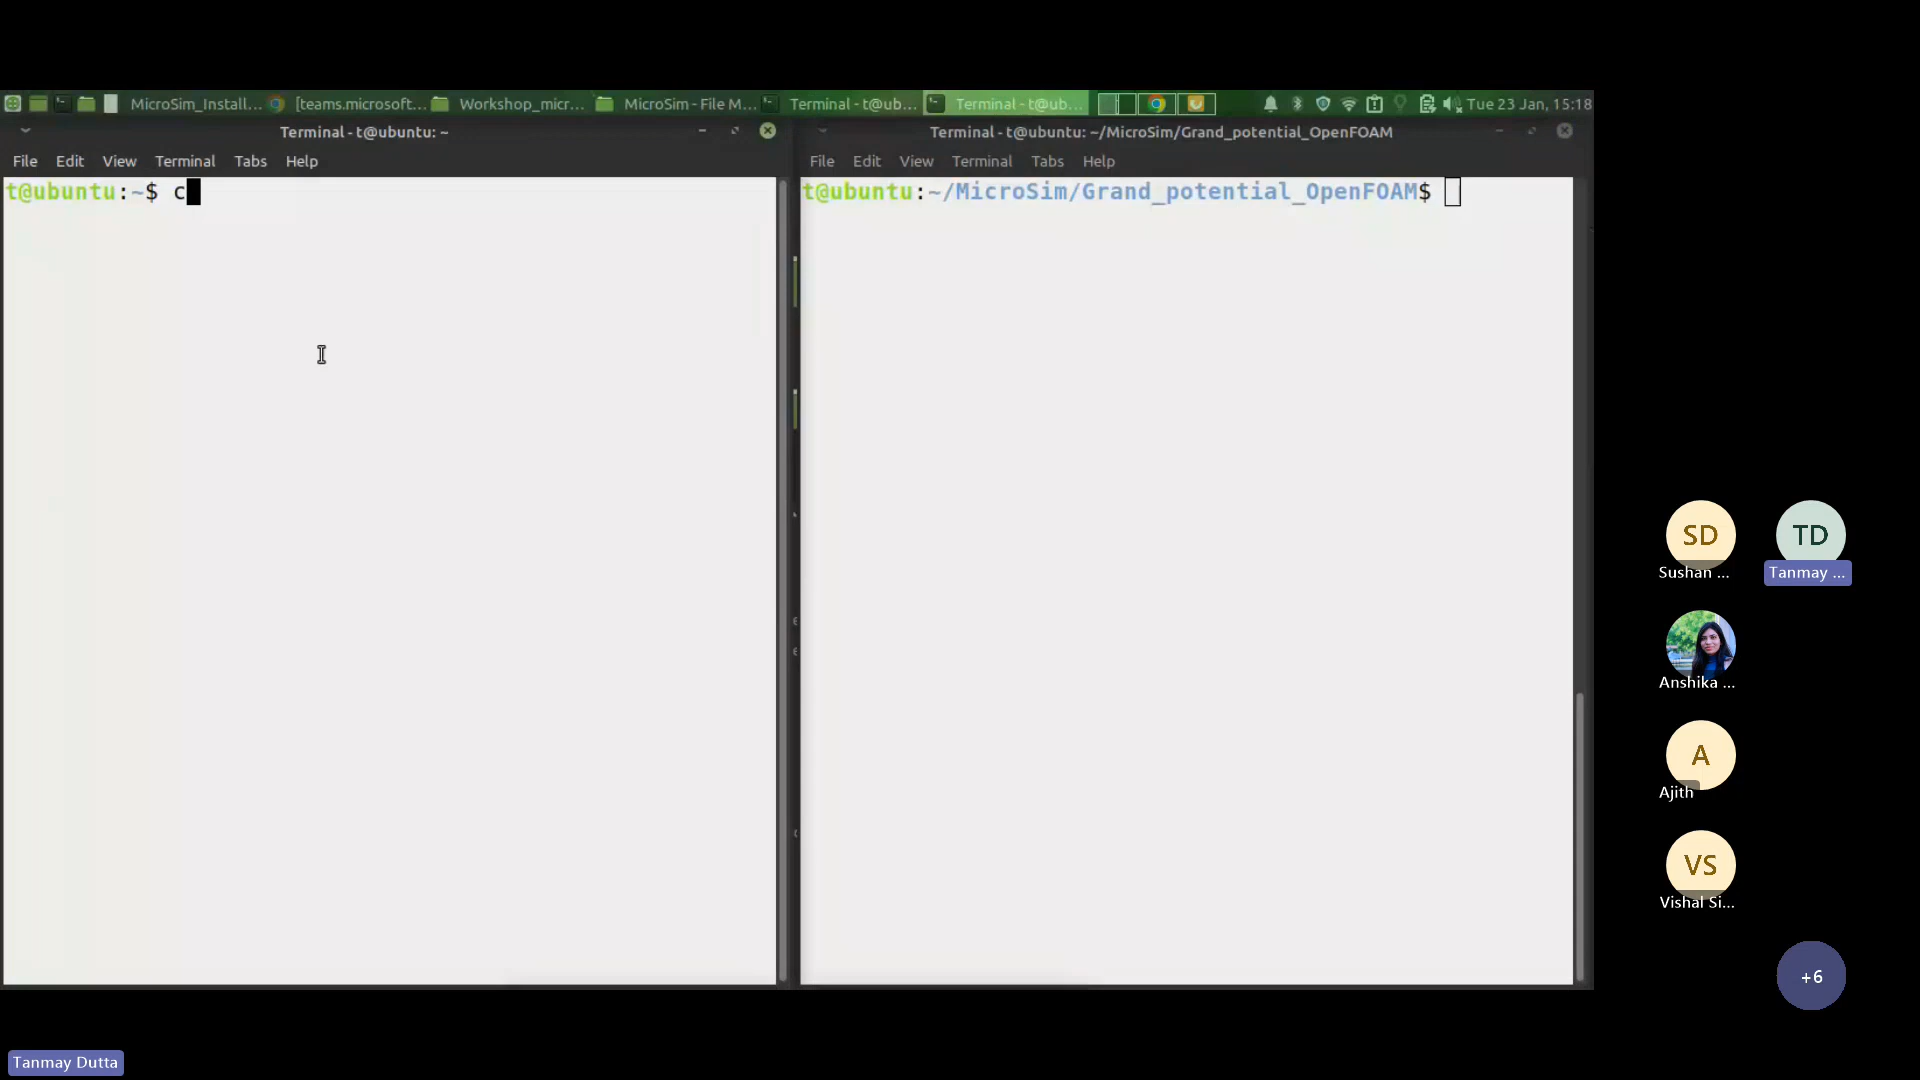 MicroSim_Install... [teams.microsoft... Workshop_micr... MicroSim - File M... Terminal - t@ub... Terminal - t@ub... Tue 23 Jan, 15:18
Terminal - t@ubuntu: ~
File Edit View Terminal Tabs Help
t@ubuntu:~$ c
Terminal - t@ubuntu: ~/MicroSim/Grand_potential_OpenFOAM
File Edit View Terminal Tabs Help
t@ubuntu:~/MicroSim/Grand_potential_OpenFOAM$
SD
Sushan ...
TD
Tanmay ...
Anshika ...
A
Ajith
VS
Vishal Si...
+6
Tanmay Dutta